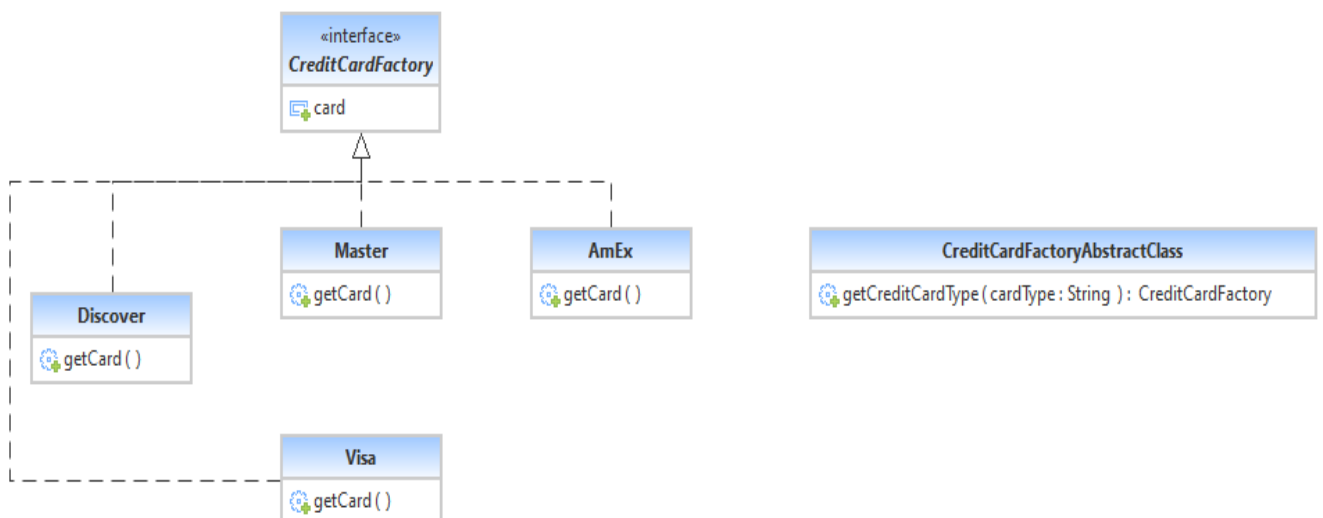 «interface»
CreditCardFactory
card
Master
getCard ( )
AmEx
getCard ( )
CreditCardFactoryAbstractClass
getCreditCardType ( cardType : String ) : CreditCardFactory
Discover
getCard ( )
Visa
getCard ( )